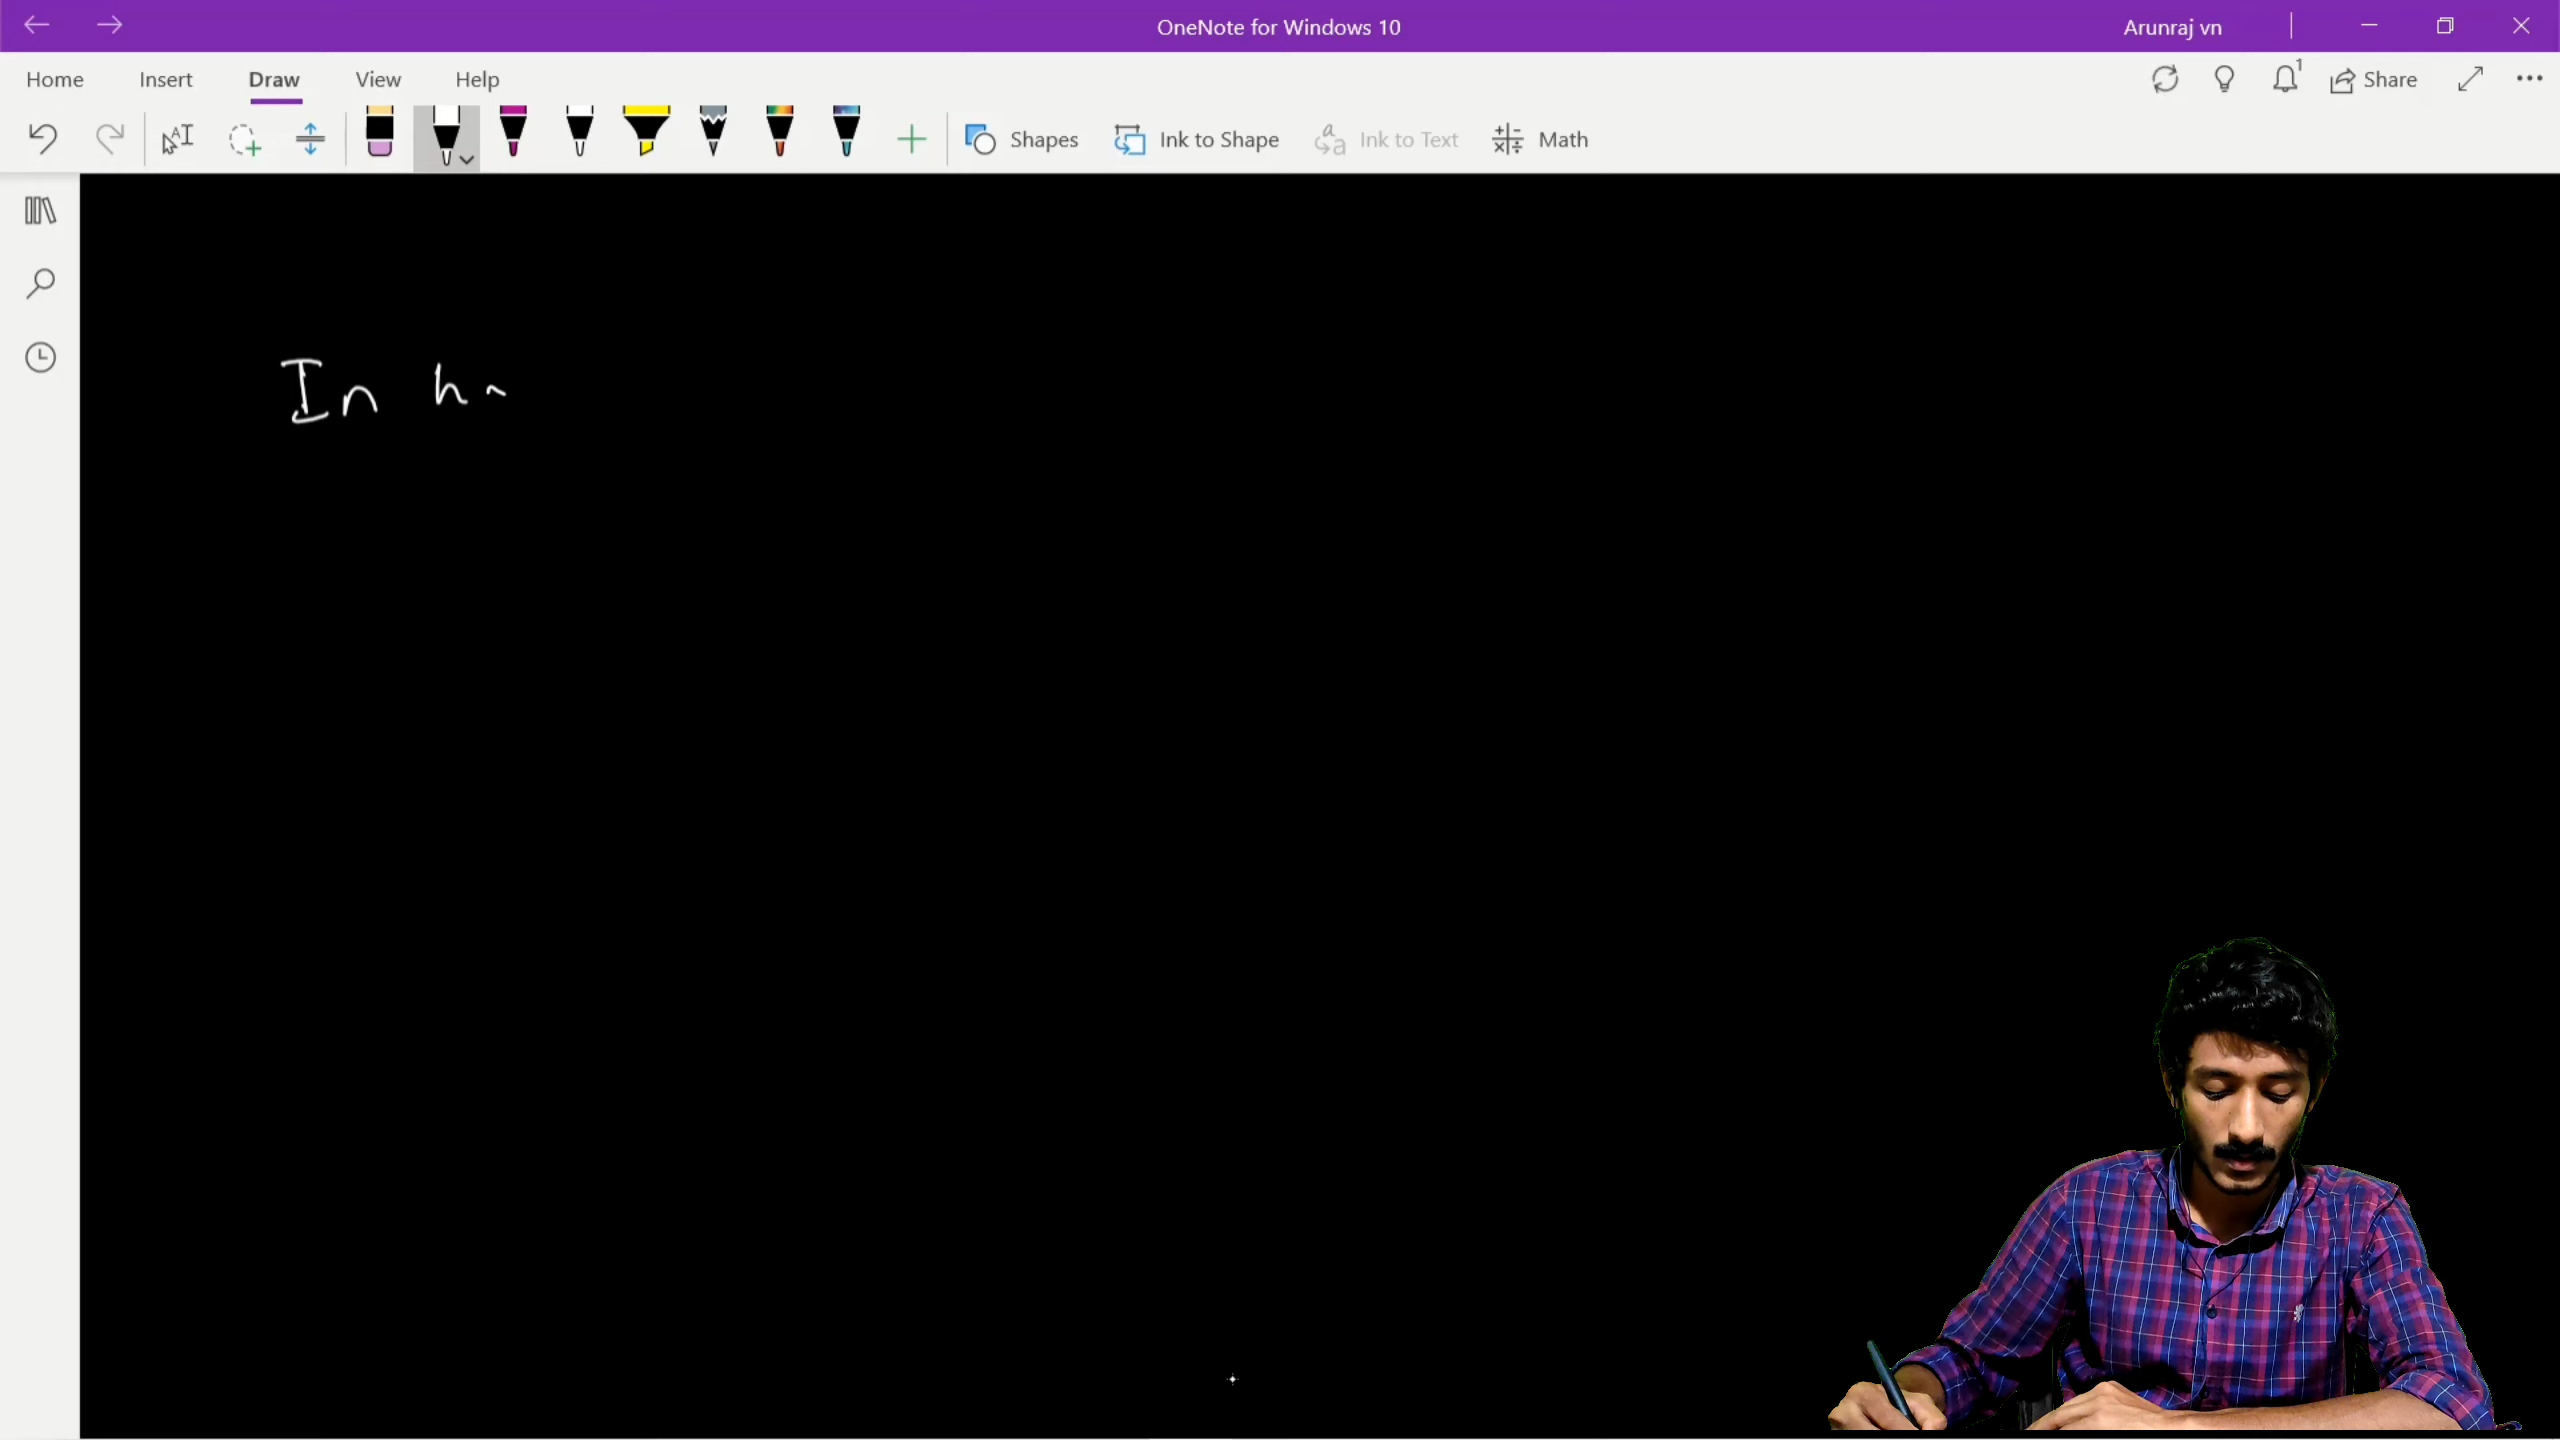 OneNote for Windows 10
Arunraj vn
Home Insert Draw View Help
1
Share
Shapes Ink to Shape Ink to Text Math
In h